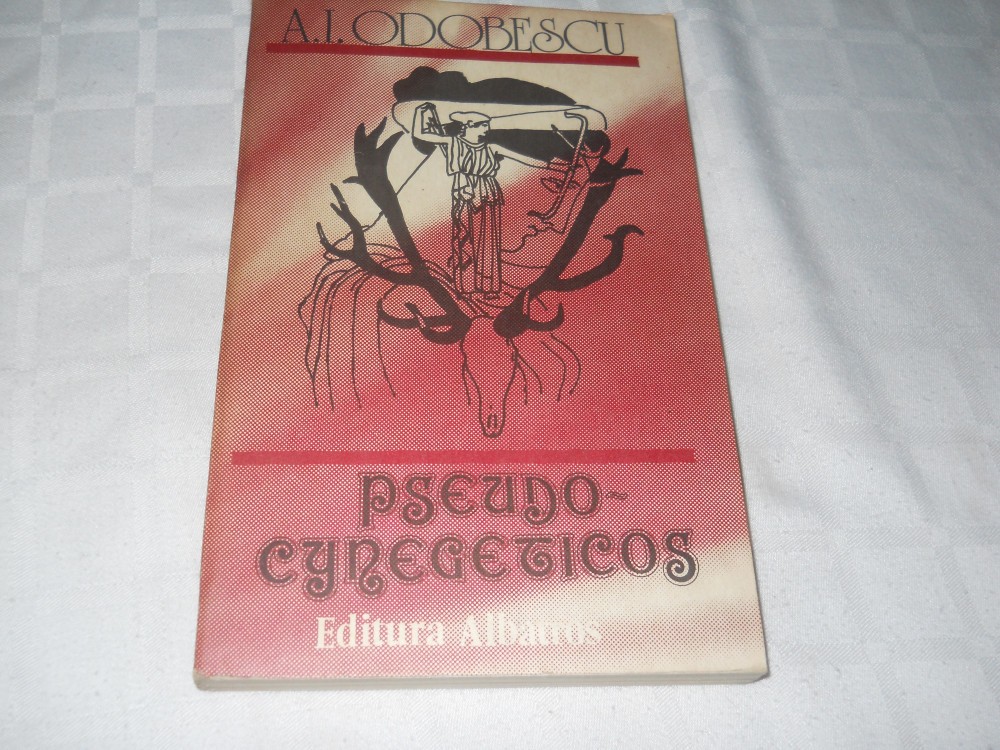 A.I. ODOBESCU
PSEUDO-
CYNEGETICOS
Editura Albatros